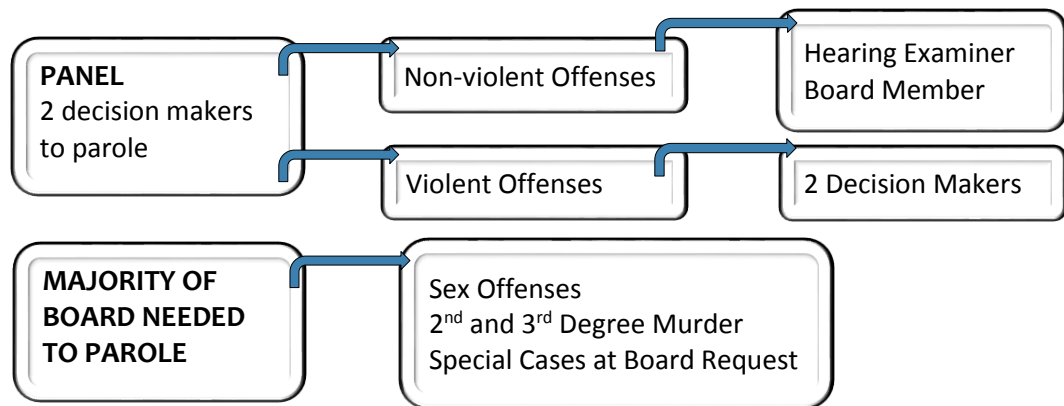 PANEL
2 decision makers
to parole
Non-violent Offenses
Hearing Examiner
Board Member
Violent Offenses
2 Decision Makers
MAJORITY OF
BOARD NEEDED
TO PAROLE
Sex Offenses
2nd and 3rd Degree Murder
Special Cases at Board Request